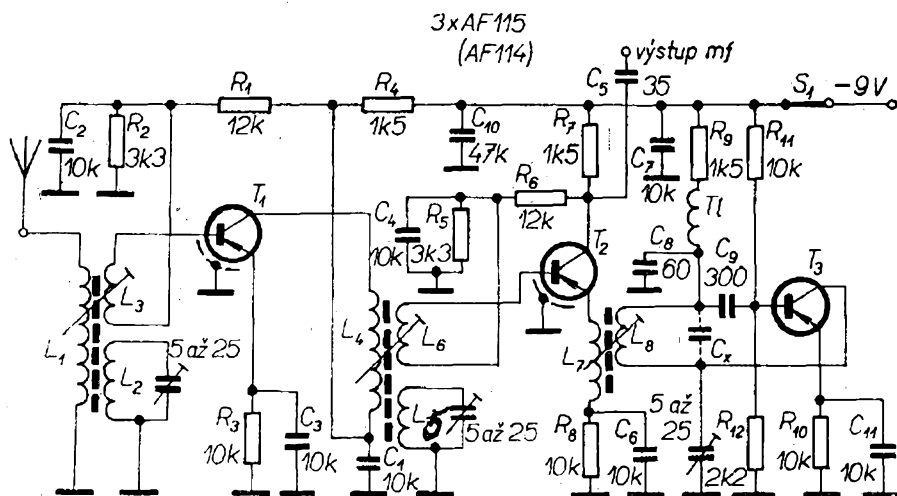 3xAF115
(AF114)
výstup mf
C5
35
S1
-9V
R1
12k
R4
1k5
C2
10k
R2
3k3
C10
47k
R7
1k5
C7
10k
R9
1k5
R11
10k
R6
12k
T1
C4
10k
R5
3k3
T2
Tl
C8
60
C9
300
T3
L3
L1
L2
5 až 25
L4
L6
L5
5 až 25
L7
L8
Cx
5 až
25
R3
10k
C3
10k
C1
10k
R8
10k
C6
10k
R12
2k2
R10
10k
C11
10k